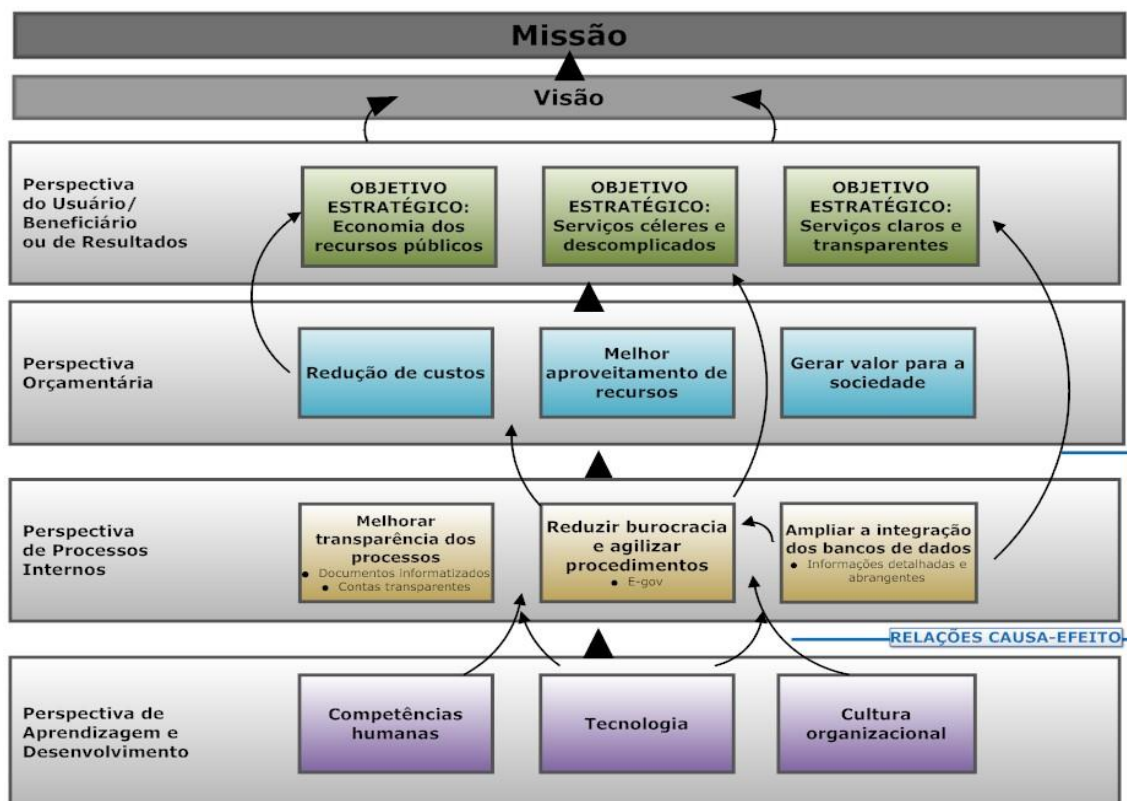 Missão
Visão
Perspectiva
do Usuário/
Beneficiário
ou de Resultados
OBJETIVO
ESTRATÉGICO:
Economia dos
recursos públicos
OBJETIVO
ESTRATÉGICO:
Serviços céleres e
descomplicados
OBJETIVO
ESTRATÉGICO:
Serviços claros e
transparentes
Perspectiva
Orçamentária
Redução de custos
Melhor
aproveitamento de
recursos
Gerar valor para a
sociedade
Perspectiva
de Processos
Internos
Melhorar
transparência dos
processos
• Documentos informatizados
• Contas transparentes
Reduzir burocracia
e agilizar
procedimentos
• E-gov
Ampliar a integração
dos bancos de dados
• Informações detalhadas e
abrangentes
RELAÇÕES CAUSA-EFEITO
Perspectiva de
Aprendizagem e
Desenvolvimento
Competências
humanas
Tecnologia
Cultura
organizacional